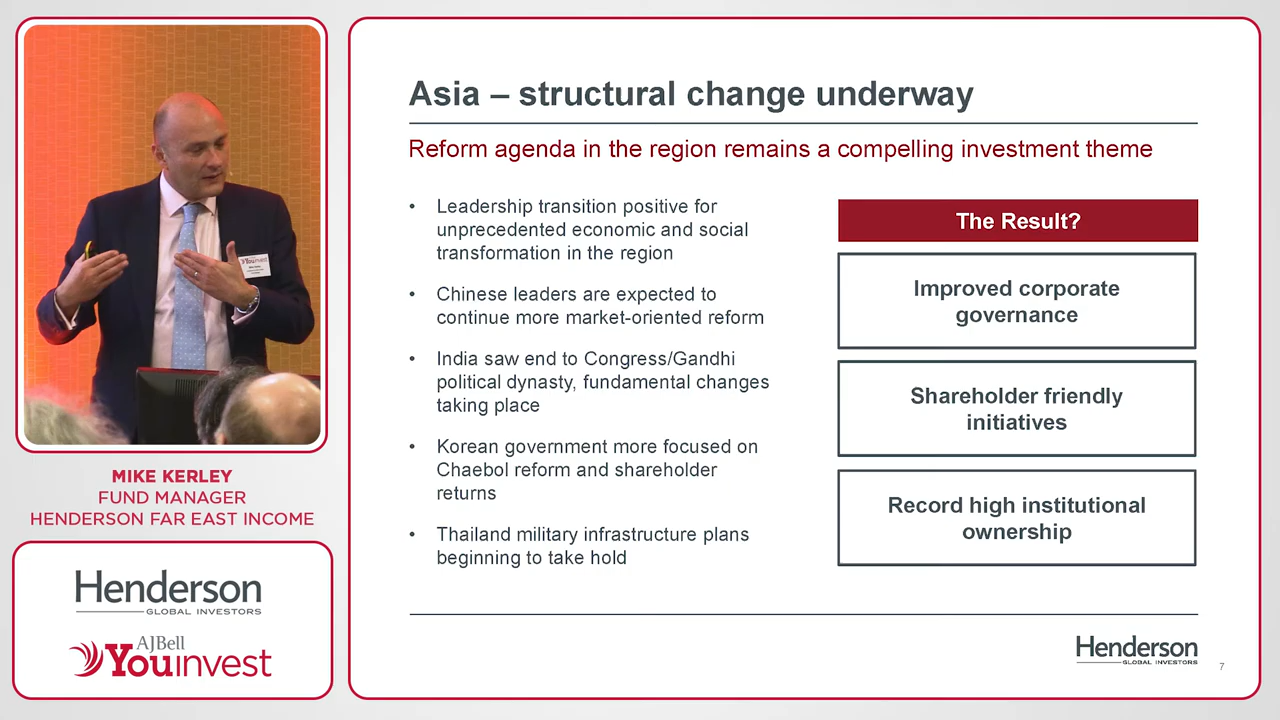 Youinvest
MIKE KERLEY
FUND MANAGER
HENDERSON FAR EAST INCOME
Henderson
GLOBAL INVESTORS
AJBell
Youinvest
Asia – structural change underway
Reform agenda in the region remains a compelling investment theme
• Leadership transition positive for
unprecedented economic and social
transformation in the region
• Chinese leaders are expected to
continue more market-oriented reform
• India saw end to Congress/Gandhi
political dynasty, fundamental changes
taking place
• Korean government more focused on
Chaebol reform and shareholder
returns
• Thailand military infrastructure plans
beginning to take hold
The Result?
Improved corporate
governance
Shareholder friendly
initiatives
Record high institutional
ownership
Henderson
GLOBAL INVESTORS
7